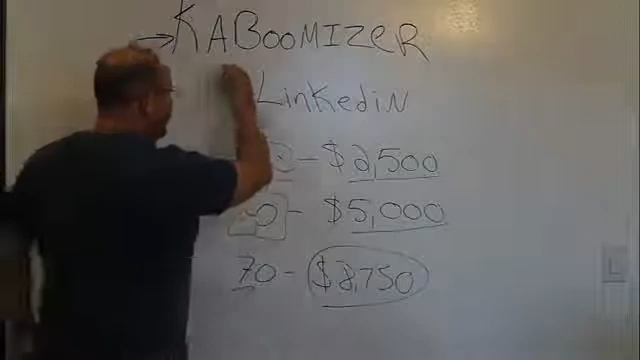 → KABoomIZeR
LinkediN
- $2,500
- $5,000
70 - $8,750